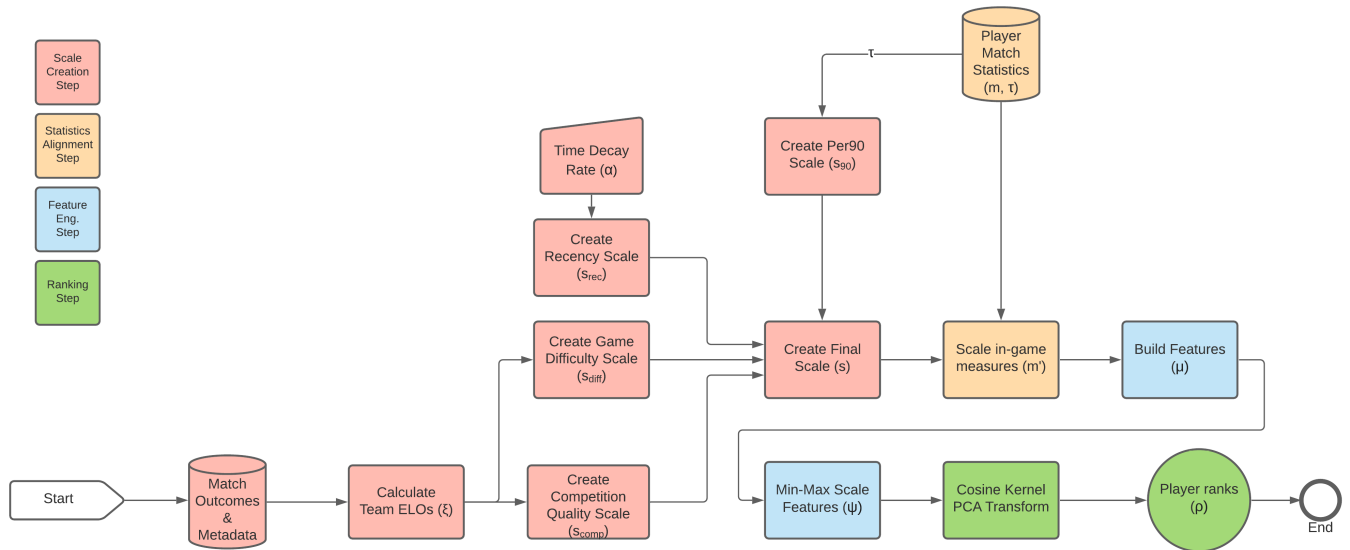 Scale
Creation
Step
Statistics
Alignment
Step
Feature
Eng.
Step
Ranking
Step
τ
Player
Match
Statistics
(m, τ)
Time Decay
Rate (α)
Create Per90
Scale (s90)
Create
Recency Scale
(srec)
Create Game
Difficulty Scale
(sdiff)
Create Final
Scale (s)
Scale in-game
measures (m')
Build Features
(μ)
Start
Match
Outcomes
&
Metadata
Calculate
Team ELOs (ξ)
Create
Competition
Quality Scale
(scomp)
Min-Max Scale
Features (ψ)
Cosine Kernel
PCA Transform
Player ranks
(ρ)
End